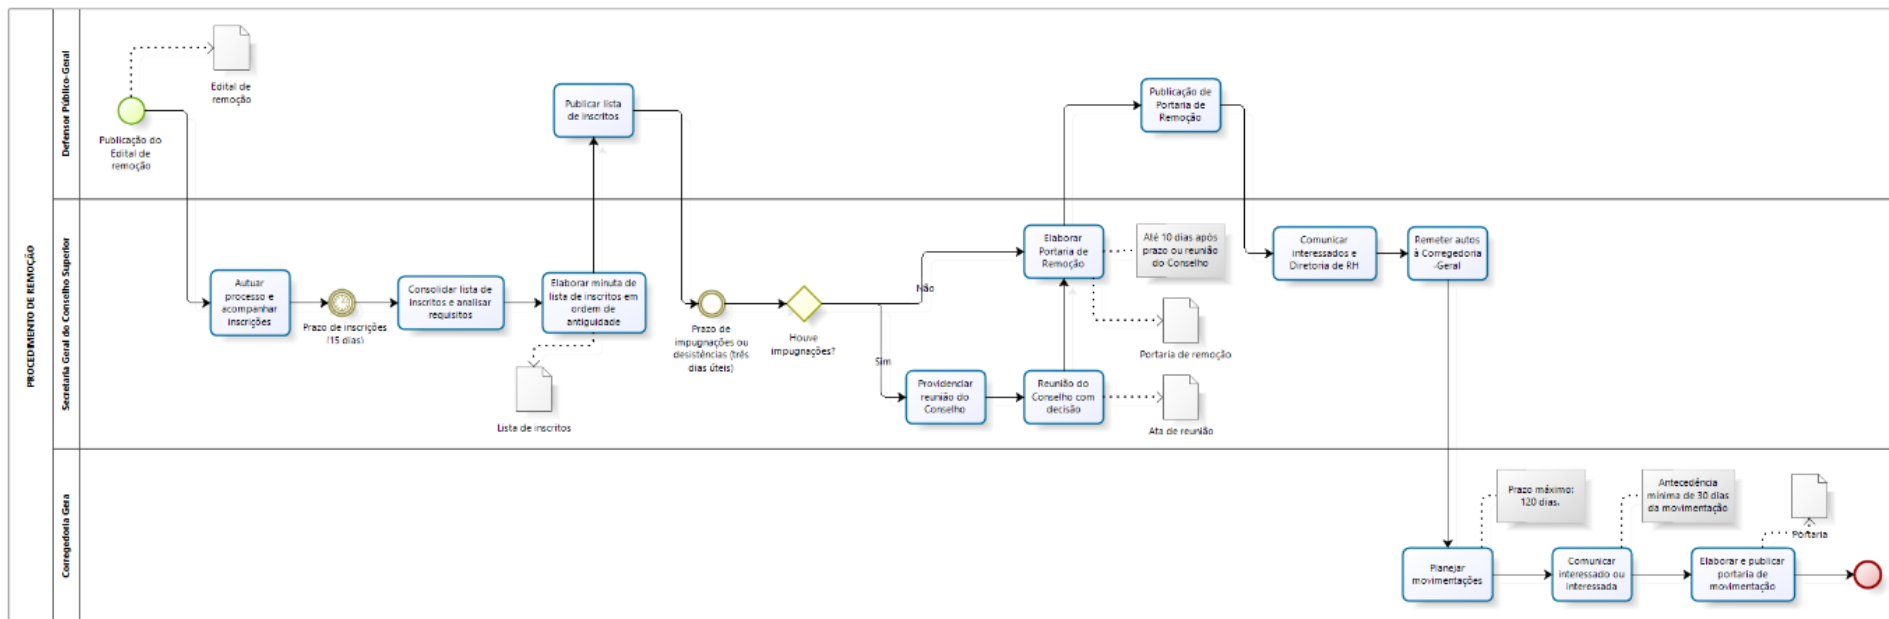 PROCEDIMENTO DE REMOÇÃO
Defensor Público-Geral
Edital de
remoção
Publicação do
Edital de
remoção
Publicar lista
de inscritos
Publicação de
Portaria de
Remoção
Secretaria Geral do Conselho Superior
Autuar
processo e
acompanhar
inscrições
Prazo de inscrições
(15 dias)
Consolidar lista de
inscritos e analisar
requisitos
Elaborar minuta de
lista de inscritos em
ordem de
antiguidade
Lista de inscritos
Prazo de
impugnações ou
desistências (três
dias úteis)
Houve
impugnações?
Não
Sim
Providenciar
reunião do
Conselho
Reunião do
Conselho com
decisão
Ata de reunião
Elaborar
Portaria de
Remoção
Até 10 dias após
prazo ou reunião
do Conselho
Portaria de remoção
Comunicar
interessados e
Diretoria de RH
Remeter autos
à Corregedoria
-Geral
Corregedoria Gera
Planejar
movimentações
Prazo máximo:
120 dias.
Comunicar
interessado ou
interessada
Antecedência
mínima de 30 dias
da movimentação
Elaborar e publicar
portaria de
movimentação
Portaria